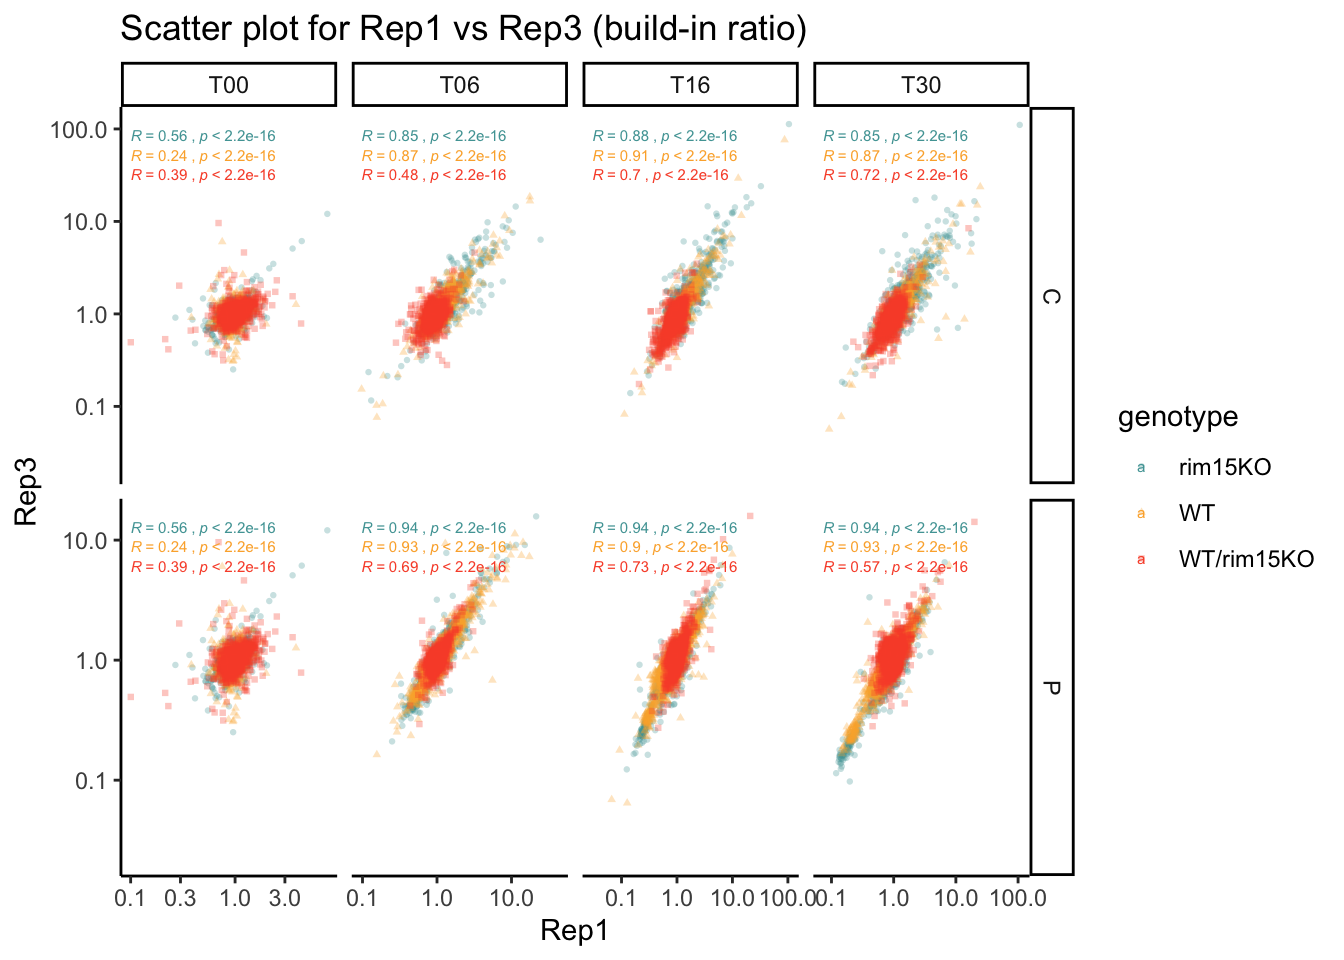 Scatter plot for Rep1 vs Rep3 (build-in ratio)
T00 T06 T16 T30
100.0
10.0
1.0
0.1
R = 0.56 , p < 2.2e-16
R = 0.24 , p < 2.2e-16
R = 0.39 , p < 2.2e-16
R = 0.85 , p < 2.2e-16
R = 0.87 , p < 2.2e-16
R = 0.48 , p < 2.2e-16
R = 0.88 , p < 2.2e-16
R = 0.91 , p < 2.2e-16
R = 0.7 , p < 2.2e-16
R = 0.85 , p < 2.2e-16
R = 0.87 , p < 2.2e-16
R = 0.72 , p < 2.2e-16
C
10.0
1.0
0.1
R = 0.56 , p < 2.2e-16
R = 0.24 , p < 2.2e-16
R = 0.39 , p < 2.2e-16
R = 0.94 , p < 2.2e-16
R = 0.93 , p < 2.2e-16
R = 0.69 , p < 2.2e-16
R = 0.94 , p < 2.2e-16
R = 0.9 , p < 2.2e-16
R = 0.73 , p < 2.2e-16
R = 0.94 , p < 2.2e-16
R = 0.93 , p < 2.2e-16
R = 0.57 , p < 2.2e-16
P
Rep3
0.1 0.3 1.0 3.0 0.1 1.0 10.0 0.1 1.0 10.0 100.0 0.1 1.0 10.0 100.0
Rep1
genotype
a rim15KO
a WT
a WT/rim15KO